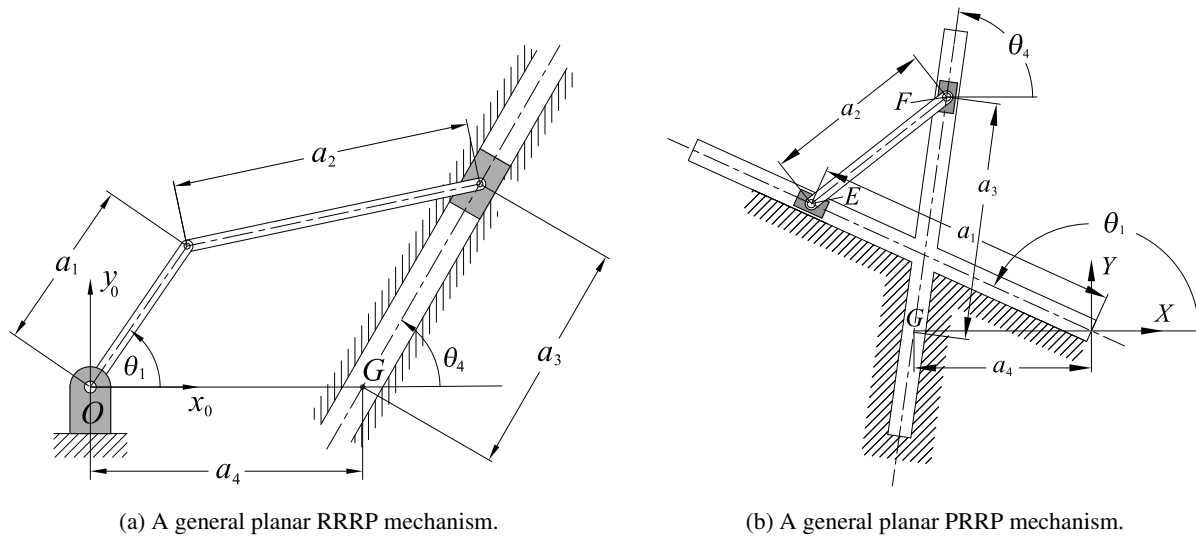 a₁
a₂
y₀
θ₁
O
x₀
G
θ₄
a₃
a₄
(a) A general planar RRRP mechanism.
θ₄
F
a₂
E
a₃
a₁
θ₁
Y
G
X
a₄
(b) A general planar PRRP mechanism.